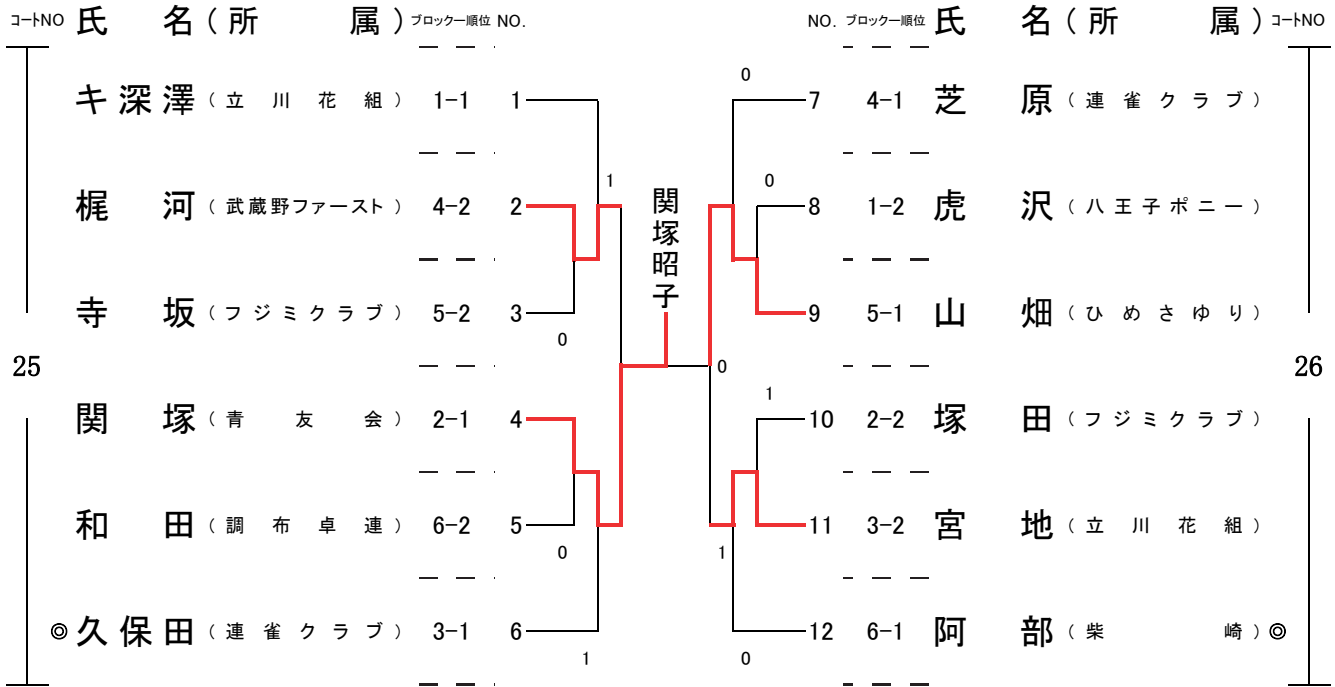 コートNO 氏 名(所 属) ブロックー順位 NO. NO. ブロックー順位 氏 名(所 属) コートNO
0
キ深澤 (立川花組) 1-1 1 7 4-1 芝原 (連雀クラブ)
1 0
梶河 (武蔵野ファースト) 4-2 2 8 1-2 虎沢 (八王子ポニー)
関塚昭子
寺坂 (フジミクラブ) 5-2 3 9 5-1 山畑 (ひめさゆり)
0
25 0 26
1
関塚 (青友会) 2-1 4 10 2-2 塚田 (フジミクラブ)
和田 (調布卓連) 6-2 5 11 3-2 宮地 (立川花組)
0 1
◎ 久保田 (連雀クラブ) 3-1 6 12 6-1 阿部 (柴崎) ◎
1 0